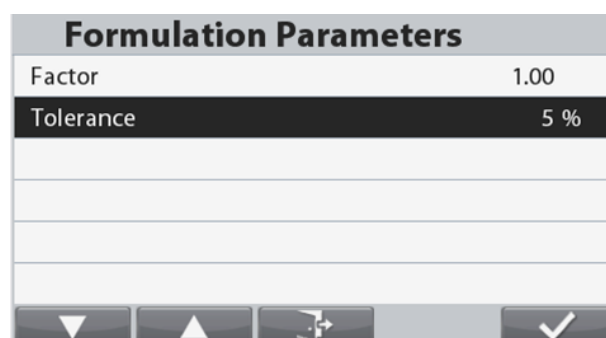 Formulation Parameters
Factor 1.00
Tolerance 5 %